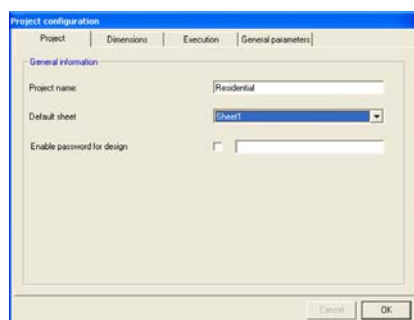 Project configuration
Project Dimensions Execution General parameters
General information
Project name: Residential
Default sheet Sheet1
Enable password for design
Cancel OK